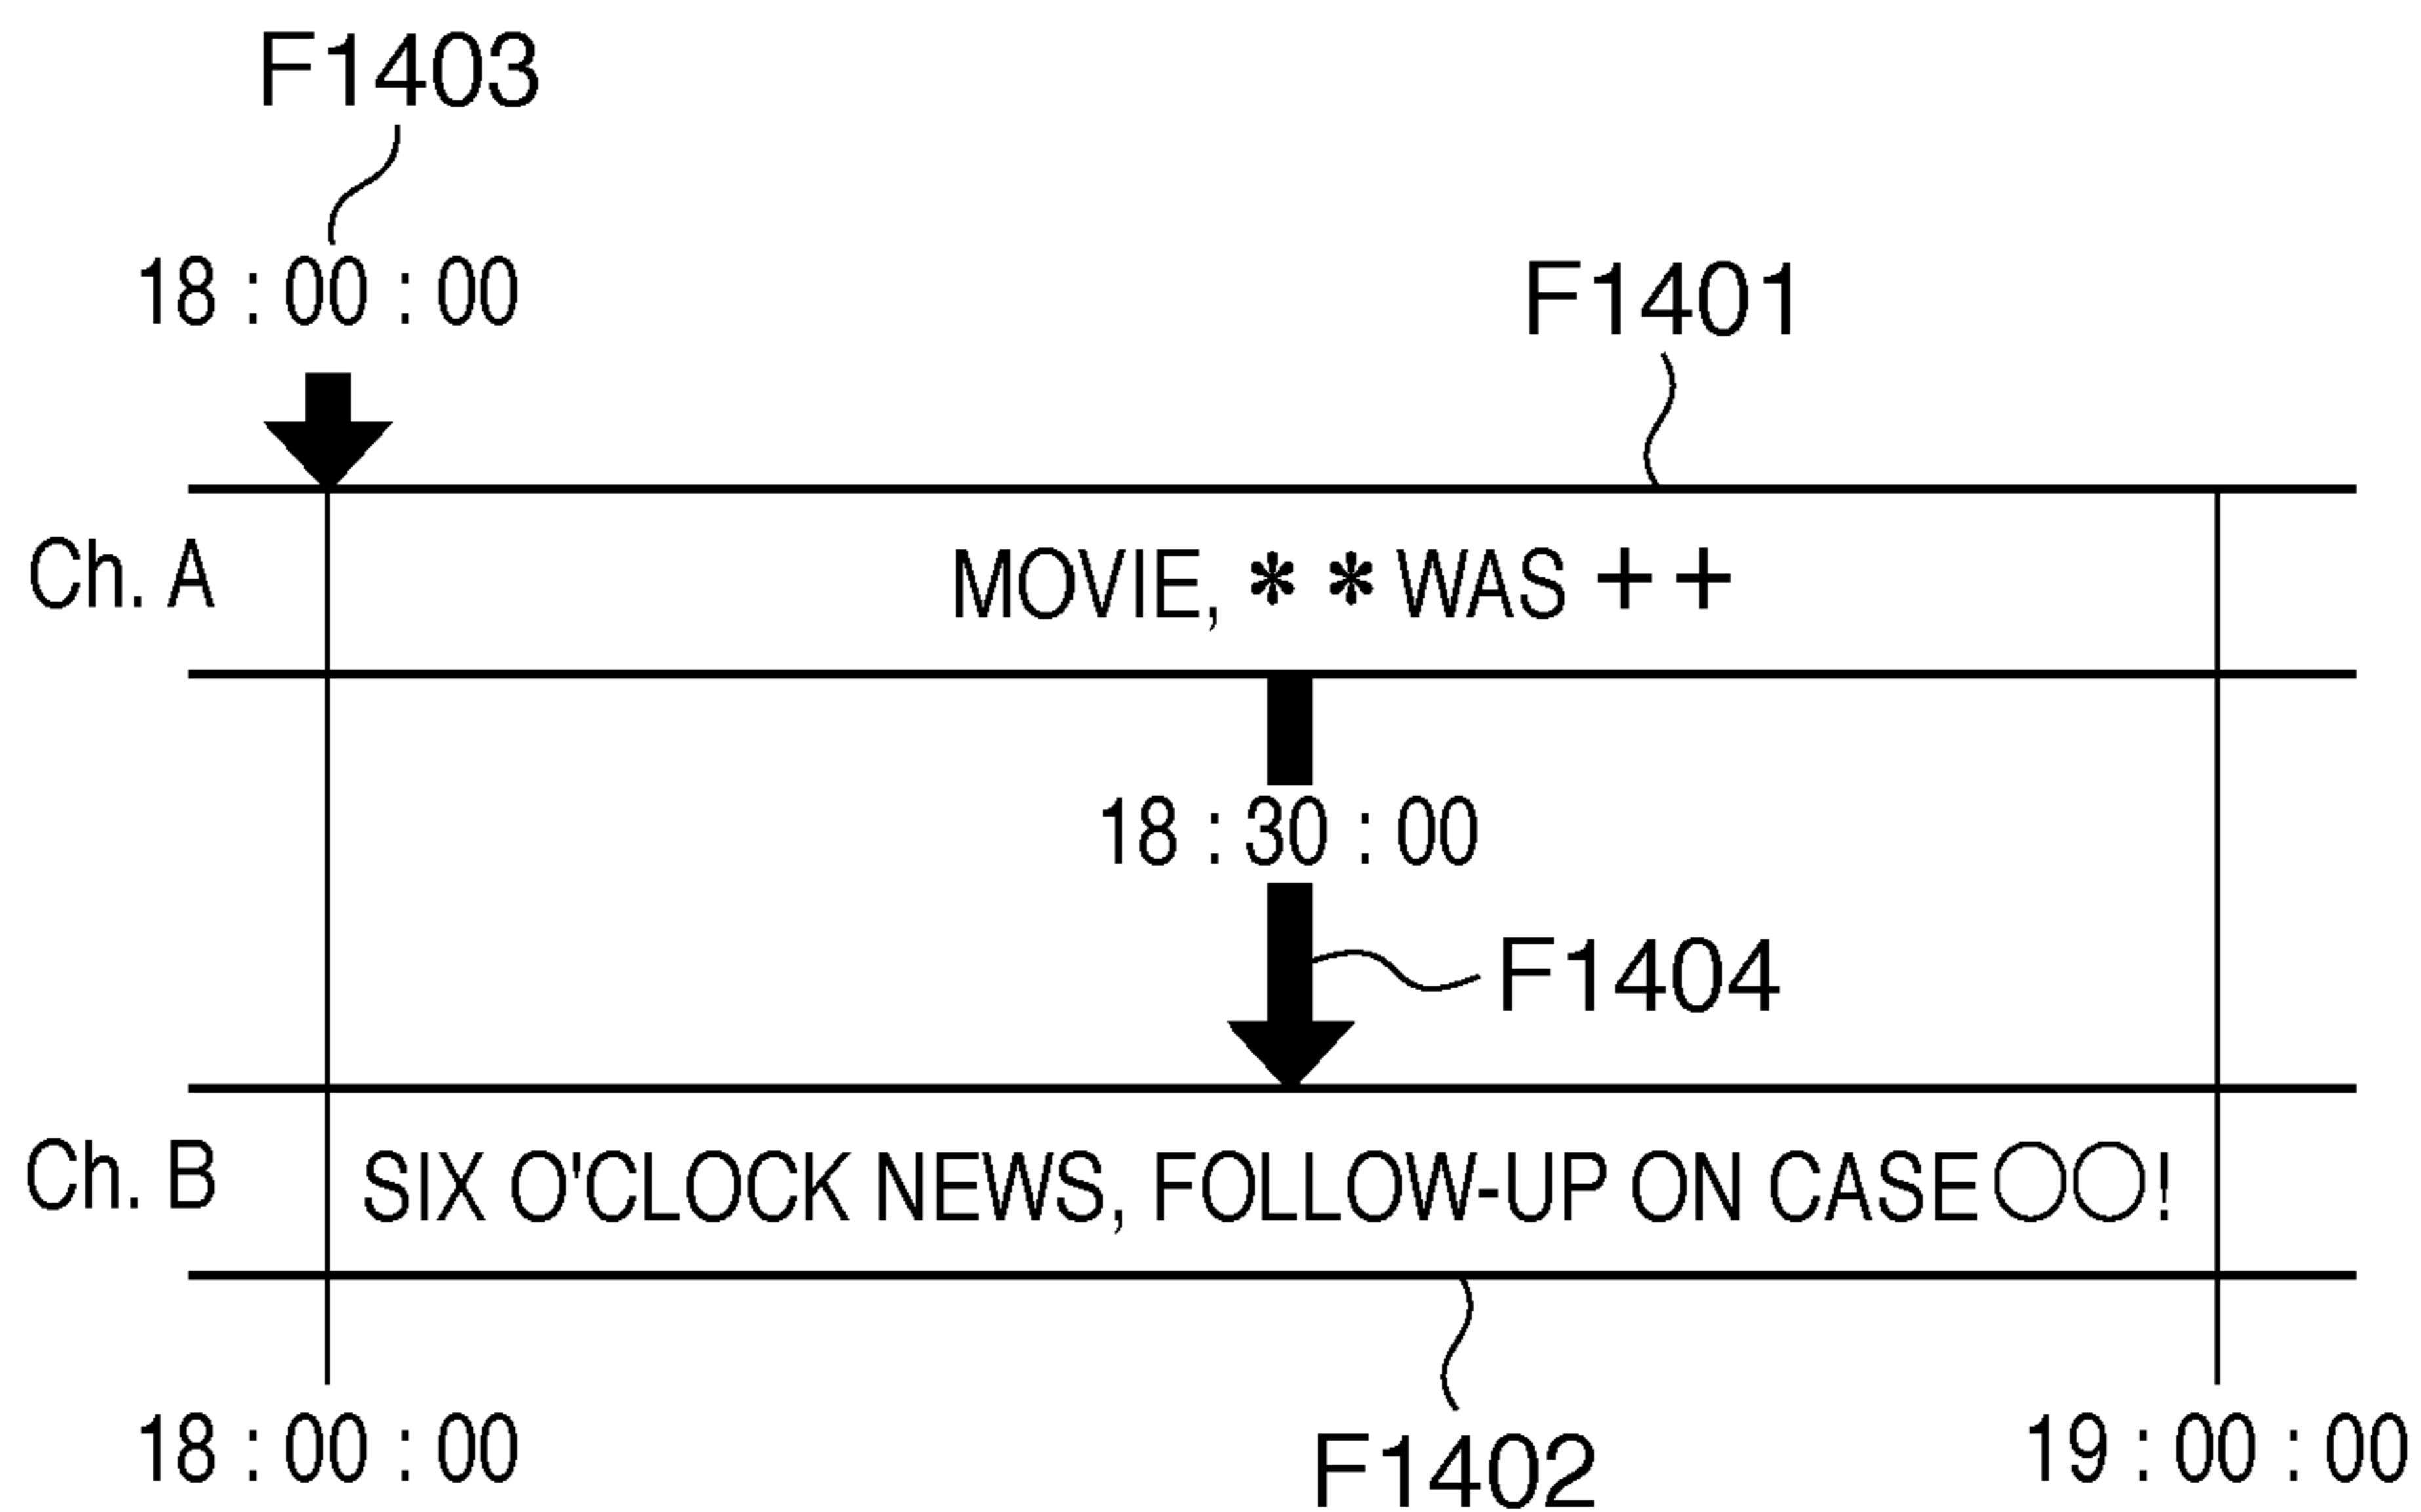 F1403
18 : 00 : 00
F1401
Ch. A
MOVIE, ＊＊ WAS ＋＋
18 : 30 : 00
F1404
Ch. B
SIX O'CLOCK NEWS, FOLLOW-UP ON CASE○○!
18 : 00 : 00
F1402
19 : 00 : 00